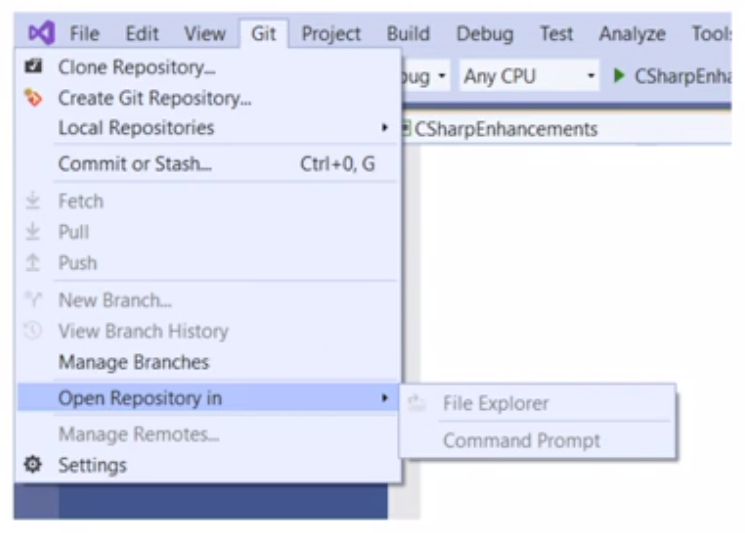 File Edit View Git Project Build Debug Test Analyze Tools
Clone Repository...
bug Any CPU CSharpEnha
Create Git Repository...
Local Repositories
CSharpEnhancements
Commit or Stash... Ctrl+0, G
Fetch
Pull
Push
New Branch...
View Branch History
Manage Branches
Open Repository in
File Explorer
Manage Remotes...
Command Prompt
Settings